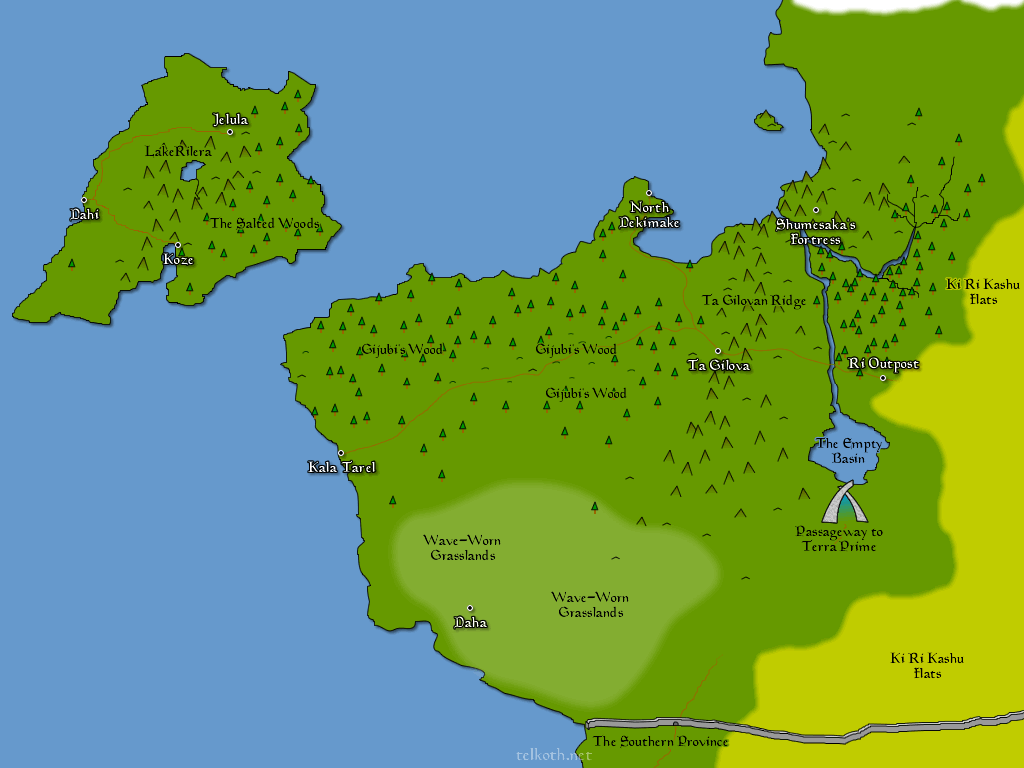 Jelula
LakeRilera
Dahi
The Salted Woods
Koze
North
Dekimake
Shumesaka's
Fortress
Ki Ri Kashu
Flats
Ta Gilovan Ridge
Gijubi's Wood
Gijubi's Wood
Ta Gilova
Ri Outpost
Gijubi's Wood
The Empty
Basin
Kala Tarel
Passageway to
Terra Prime
Wave-Worn
Grasslands
Wave-Worn
Grasslands
Daha
Ki Ri Kashu
Flats
The Southern Province
telkoth.net